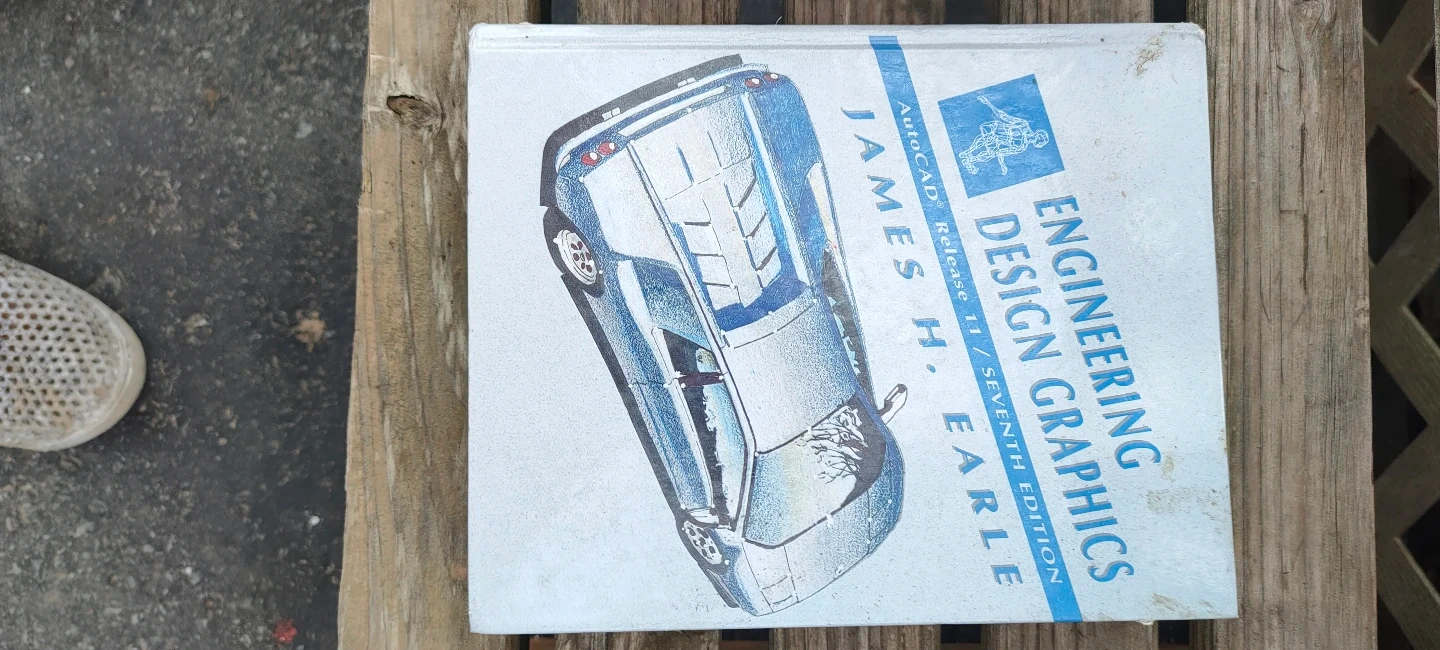 ENGINEERING
DESIGN GRAPHICS
AutoCAD® Release 11 / SEVENTH EDITION
JAMES H. EARLE